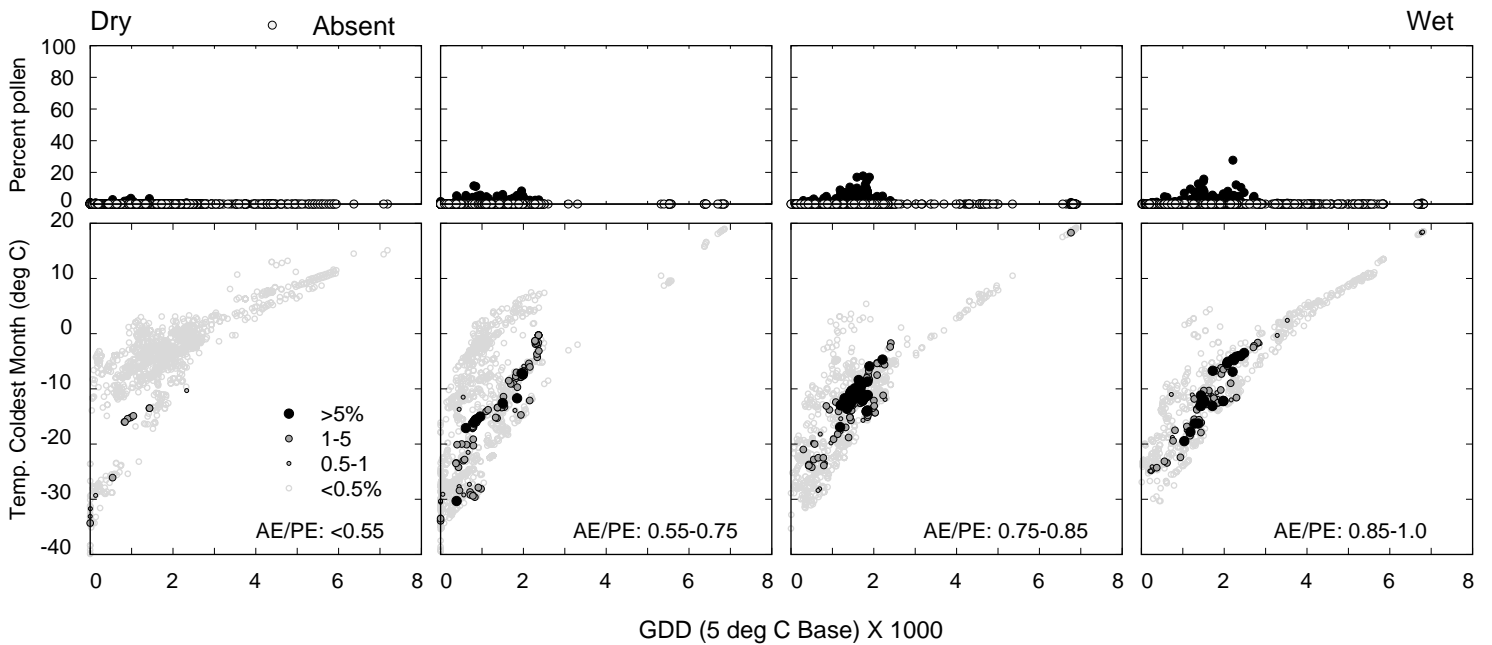 Dry
Absent
Wet
Percent pollen
100
80
60
40
20
0
Temp. Coldest Month (deg C)
20
10
0
-10
-20
-30
-40
>5%
1-5
0.5-1
<0.5%
AE/PE: <0.55
AE/PE: 0.55-0.75
AE/PE: 0.75-0.85
AE/PE: 0.85-1.0
0 2 4 6 8
0 2 4 6 8
0 2 4 6 8
0 2 4 6 8
GDD (5 deg C Base) X 1000